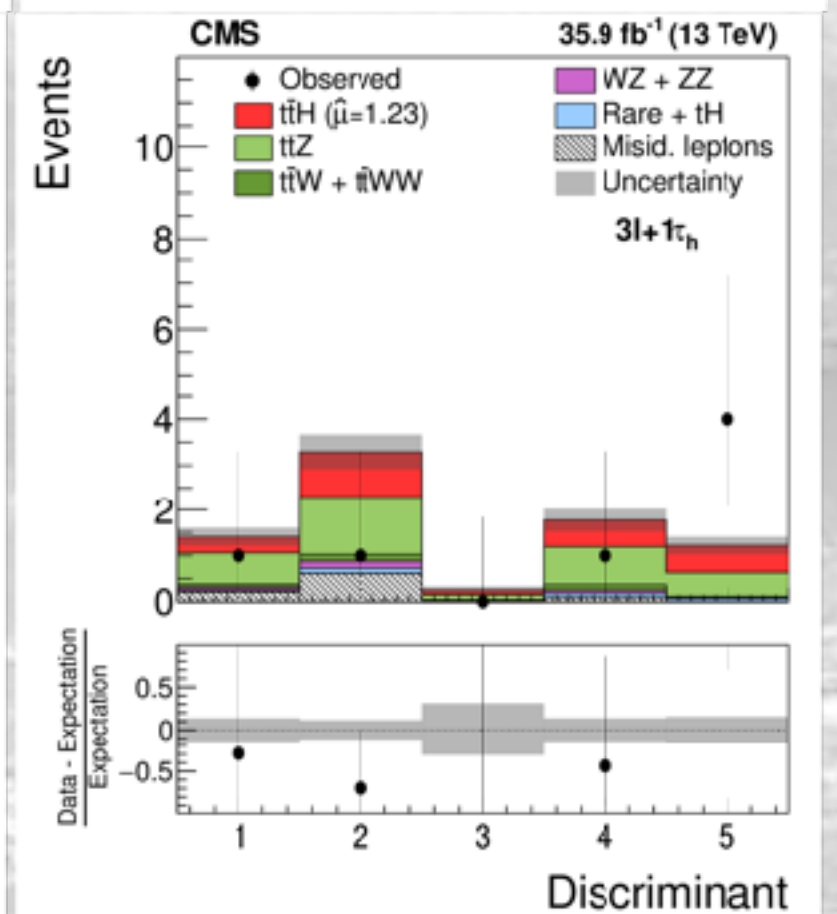 CMS 35.9 fb⁻¹ (13 TeV)
Events
Observed
tt̄H (μ̂=1.23)
ttZ
tt̄W + tt̄WW
WZ + ZZ
Rare + tH
Misid. leptons
Uncertainty
3l+1τₕ
10
8
6
4
2
0
Data - Expectation
Expectation
0.5
0
−0.5
1 2 3 4 5
Discriminant